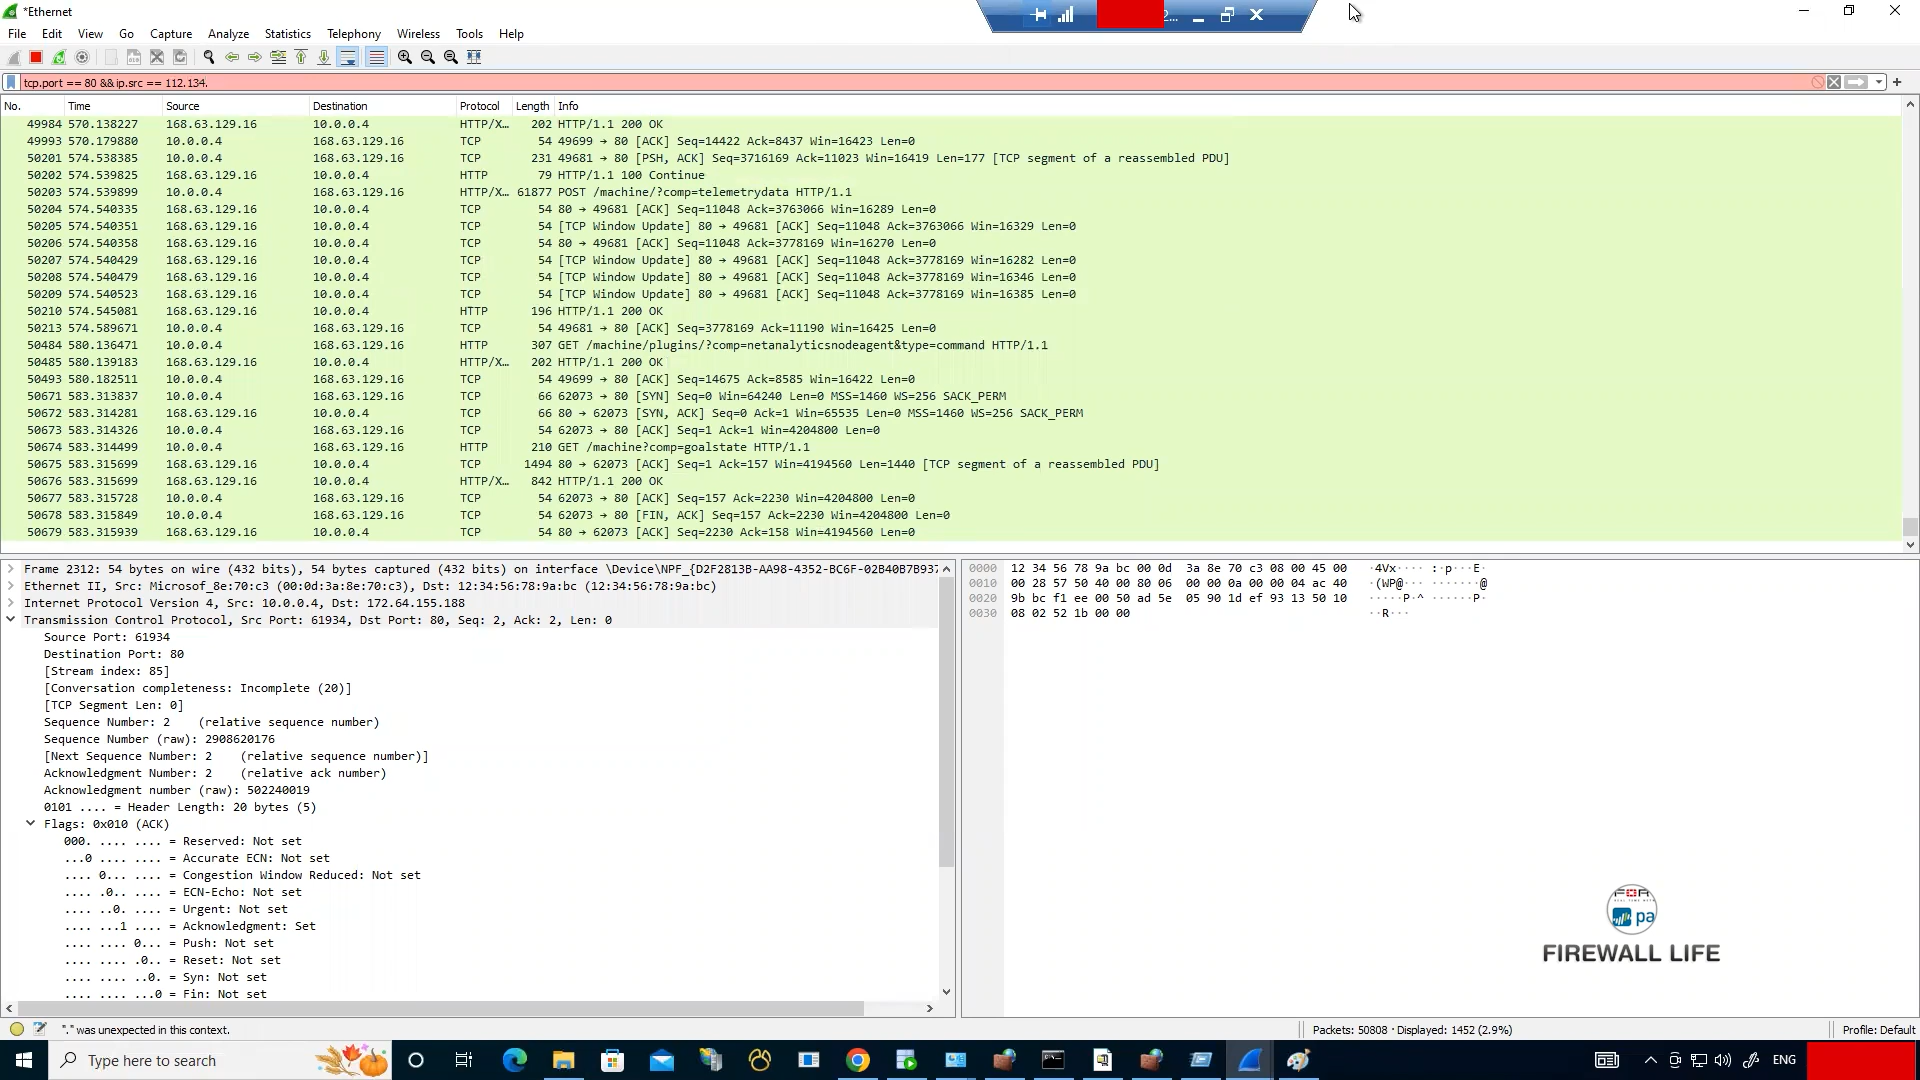 *Ethernet
2...
File Edit View Go Capture Analyze Statistics Telephony Wireless Tools Help
tcp.port == 80 && ip.src == 112.134.
No. Time Source Destination Protocol Length Info
49984 570.138227 168.63.129.16 10.0.0.4 HTTP/X… 202 HTTP/1.1 200 OK
49993 570.179880 10.0.0.4 168.63.129.16 TCP 54 49699 → 80 [ACK] Seq=14422 Ack=8437 Win=16423 Len=0
50201 574.538385 10.0.0.4 168.63.129.16 TCP 231 49681 → 80 [PSH, ACK] Seq=3716169 Ack=11023 Win=16419 Len=177 [TCP segment of a reassembled PDU]
50202 574.539825 168.63.129.16 10.0.0.4 HTTP 79 HTTP/1.1 100 Continue
50203 574.539899 10.0.0.4 168.63.129.16 HTTP/X… 61877 POST /machine/?comp=telemetrydata HTTP/1.1
50204 574.540335 168.63.129.16 10.0.0.4 TCP 54 80 → 49681 [ACK] Seq=11048 Ack=3763066 Win=16289 Len=0
50205 574.540351 168.63.129.16 10.0.0.4 TCP 54 [TCP Window Update] 80 → 49681 [ACK] Seq=11048 Ack=3763066 Win=16329 Len=0
50206 574.540358 168.63.129.16 10.0.0.4 TCP 54 80 → 49681 [ACK] Seq=11048 Ack=3778169 Win=16270 Len=0
50207 574.540429 168.63.129.16 10.0.0.4 TCP 54 [TCP Window Update] 80 → 49681 [ACK] Seq=11048 Ack=3778169 Win=16282 Len=0
50208 574.540479 168.63.129.16 10.0.0.4 TCP 54 [TCP Window Update] 80 → 49681 [ACK] Seq=11048 Ack=3778169 Win=16346 Len=0
50209 574.540523 168.63.129.16 10.0.0.4 TCP 54 [TCP Window Update] 80 → 49681 [ACK] Seq=11048 Ack=3778169 Win=16385 Len=0
50210 574.545081 168.63.129.16 10.0.0.4 HTTP 196 HTTP/1.1 200 OK
50213 574.589671 10.0.0.4 168.63.129.16 TCP 54 49681 → 80 [ACK] Seq=3778169 Ack=11190 Win=16425 Len=0
50484 580.136471 10.0.0.4 168.63.129.16 HTTP 307 GET /machine/plugins/?comp=netanalyticsnodeagent&type=command HTTP/1.1
50485 580.139183 168.63.129.16 10.0.0.4 HTTP/X… 202 HTTP/1.1 200 OK
50493 580.182511 10.0.0.4 168.63.129.16 TCP 54 49699 → 80 [ACK] Seq=14675 Ack=8585 Win=16422 Len=0
50671 583.313837 10.0.0.4 168.63.129.16 TCP 66 62073 → 80 [SYN] Seq=0 Win=64240 Len=0 MSS=1460 WS=256 SACK_PERM
50672 583.314281 168.63.129.16 10.0.0.4 TCP 66 80 → 62073 [SYN, ACK] Seq=0 Ack=1 Win=65535 Len=0 MSS=1460 WS=256 SACK_PERM
50673 583.314326 10.0.0.4 168.63.129.16 TCP 54 62073 → 80 [ACK] Seq=1 Ack=1 Win=4204800 Len=0
50674 583.314499 10.0.0.4 168.63.129.16 HTTP 210 GET /machine?comp=goalstate HTTP/1.1
50675 583.315699 168.63.129.16 10.0.0.4 TCP 1494 80 → 62073 [ACK] Seq=1 Ack=157 Win=4194560 Len=1440 [TCP segment of a reassembled PDU]
50676 583.315699 168.63.129.16 10.0.0.4 HTTP/X… 842 HTTP/1.1 200 OK
50677 583.315728 10.0.0.4 168.63.129.16 TCP 54 62073 → 80 [ACK] Seq=157 Ack=2230 Win=4204800 Len=0
50678 583.315849 10.0.0.4 168.63.129.16 TCP 54 62073 → 80 [FIN, ACK] Seq=157 Ack=2230 Win=4204800 Len=0
50679 583.315939 168.63.129.16 10.0.0.4 TCP 54 80 → 62073 [ACK] Seq=2230 Ack=158 Win=4194560 Len=0
Frame 2312: 54 bytes on wire (432 bits), 54 bytes captured (432 bits) on interface \Device\NPF_{D2F2813B-AA98-4352-BC6F-02B40B7B937
Ethernet II, Src: Microsof_8e:70:c3 (00:0d:3a:8e:70:c3), Dst: 12:34:56:78:9a:bc (12:34:56:78:9a:bc)
Internet Protocol Version 4, Src: 10.0.0.4, Dst: 172.64.155.188
Transmission Control Protocol, Src Port: 61934, Dst Port: 80, Seq: 2, Ack: 2, Len: 0
Source Port: 61934
Destination Port: 80
[Stream index: 85]
[Conversation completeness: Incomplete (20)]
[TCP Segment Len: 0]
Sequence Number: 2 (relative sequence number)
Sequence Number (raw): 2908620176
[Next Sequence Number: 2 (relative sequence number)]
Acknowledgment Number: 2 (relative ack number)
Acknowledgment number (raw): 502240019
0101 .... = Header Length: 20 bytes (5)
Flags: 0x010 (ACK)
000. .... .... = Reserved: Not set
...0 .... .... = Accurate ECN: Not set
.... 0... .... = Congestion Window Reduced: Not set
.... .0.. .... = ECN-Echo: Not set
.... ..0. .... = Urgent: Not set
.... ...1 .... = Acknowledgment: Set
.... .... 0... = Push: Not set
.... .... .0.. = Reset: Not set
.... .... ..0. = Syn: Not set
.... .... ...0 = Fin: Not set
0000 12 34 56 78 9a bc 00 0d 3a 8e 70 c3 08 00 45 00 ·4Vx···· :·p···E·
0010 00 28 57 50 40 00 80 06 00 00 0a 00 00 04 ac 40 ·(WP@··· ·······@
0020 9b bc f1 ee 00 50 ad 5e 05 90 1d ef 93 13 50 10 ·····P·^ ······P·
0030 08 02 52 1b 00 00 ··R···
FOR
pa
FIREWALL LIFE
"." was unexpected in this context.
Packets: 50808 · Displayed: 1452 (2.9%)
Profile: Default
Type here to search
ENG